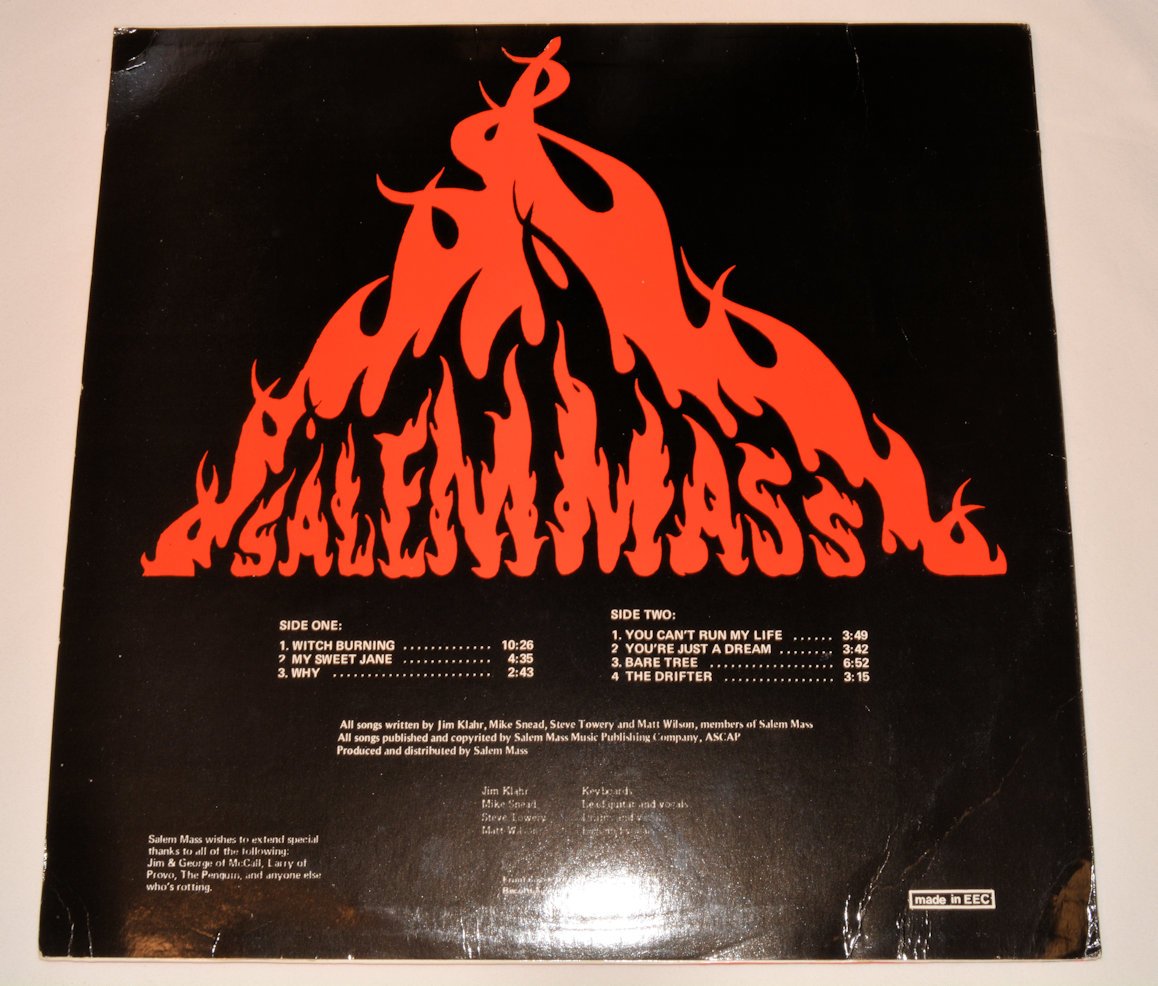 SALEM MASS
SIDE ONE:
1. WITCH BURNING ............. 10:26
2 MY SWEET JANE ............. 4:35
3. WHY ....................... 2:43
SIDE TWO:
1. YOU CAN'T RUN MY LIFE ...... 3:49
2 YOU'RE JUST A DREAM ........ 3:42
3. BARE TREE .................. 6:52
4 THE DRIFTER ................ 3:15
All songs written by Jim Klahr, Mike Snead, Steve Towery and Matt Wilson, members of Salem Mass
All songs published and copyrited by Salem Mass Music Publishing Company, ASCAP
Produced and distributed by Salem Mass
Jim Klahr Keyboards
Mike Snead Lead guitar and vocals
Steve Towery and
Matt Wilson
Salem Mass wishes to extend special
thanks to all of the following:
Jim & George of McCall, Larry of
Provo, The Penguin, and anyone else
who's rotting.
made in EEC